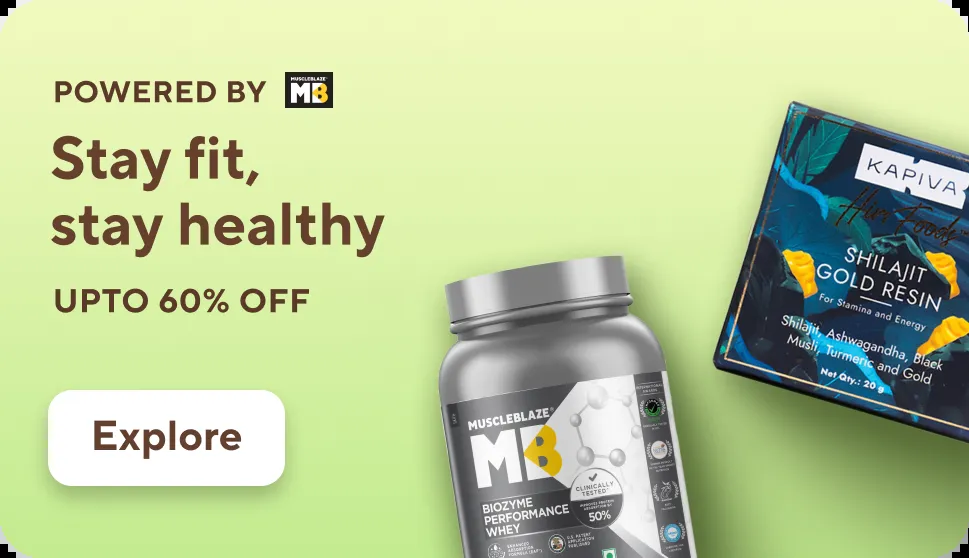 POWERED BY
MUSCLEBLAZE
MB
Stay fit,
stay healthy
UPTO 60% OFF
Explore
MUSCLEBLAZE®
MB
BIOZYME
PERFORMANCE
WHEY
CLINICALLY
TESTED
50%
KAPIVA
Him Foods
SHILAJIT
GOLD RESIN
For Stamina and Energy
Shilajit, Ashwagandha, Black
Musli, Turmeric and Gold
Net Qty.: 20 g